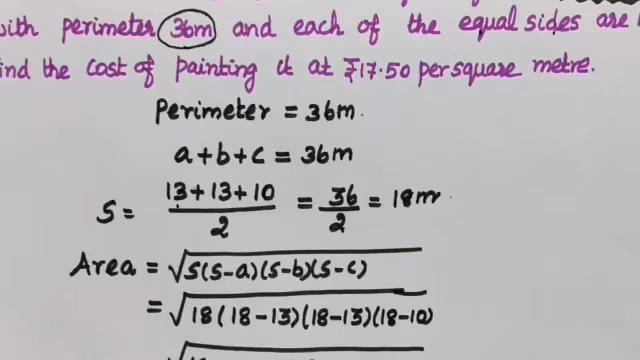 with perimeter 36m and each of the equal sides are
find the cost of painting it at ₹17.50 per square metre.
Perimeter = 36m.
a+b+c = 36m
S = 13+13+10 / 2 = 36 / 2 = 18m
Area = √S(S-a)(S-b)(S-c)
= √18(18-13)(18-13)(18-10)